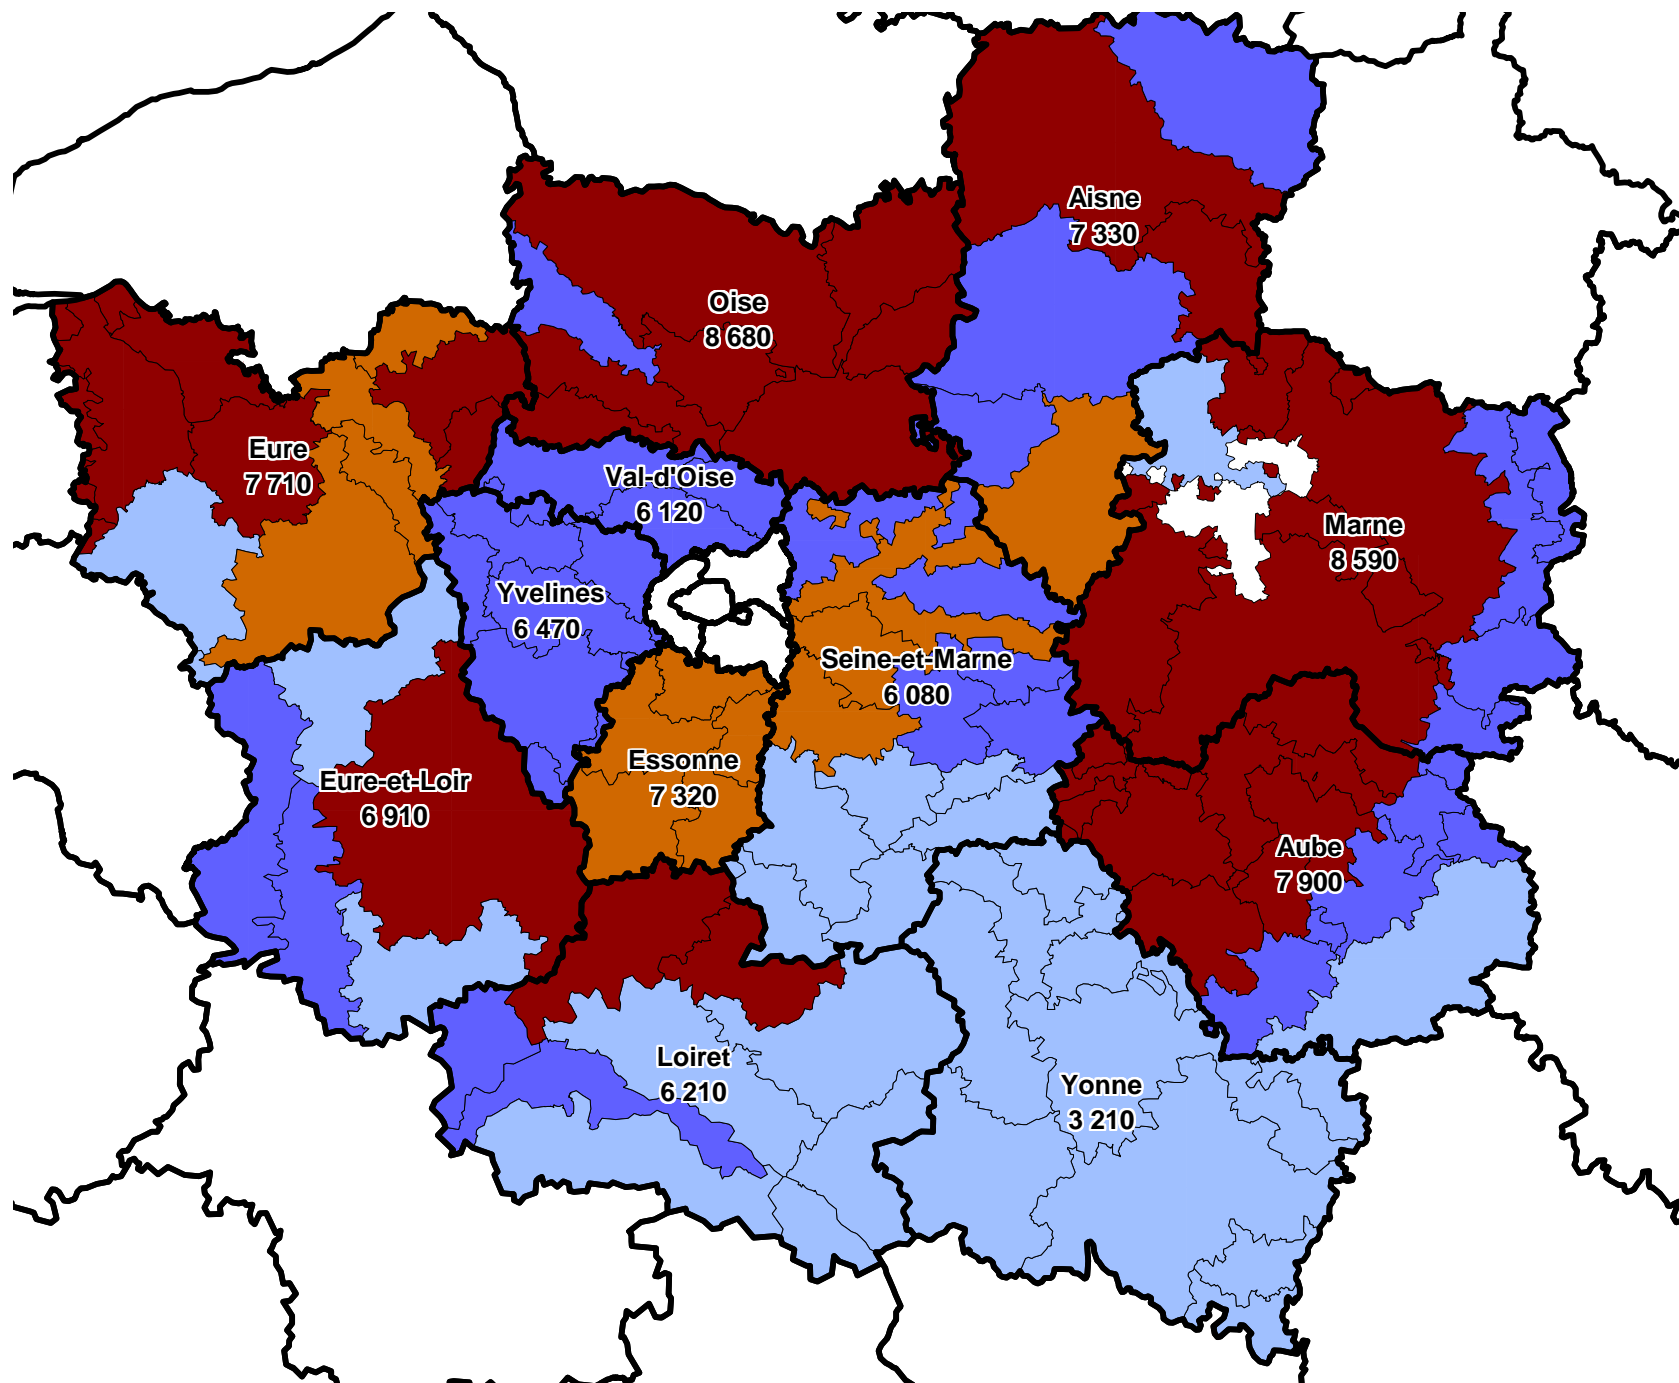 Aisne
7 330
Oise
8 680
Eure
7 710
Val-d'Oise
6 120
Marne
8 590
Yvelines
6 470
Seine-et-Marne
6 080
Essonne
7 320
Eure-et-Loir
6 910
Aube
7 900
Loiret
6 210
Yonne
3 210